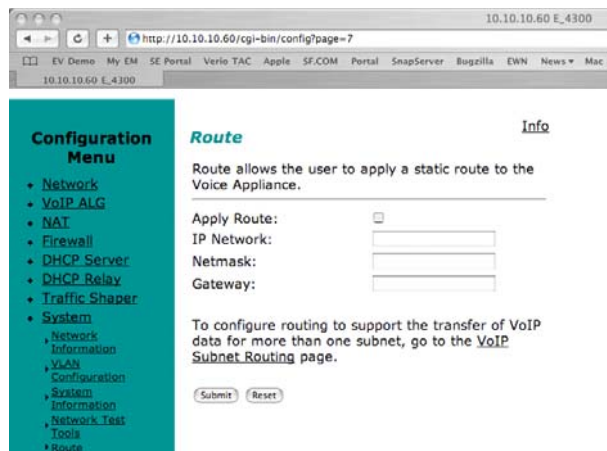 10.10.10.60 E_4300
http://10.10.10.60/cgi-bin/config?page=7
EV Demo My EM SE Portal Verio TAC Apple SF.COM Portal SnapServer Bugzilla EWN News Mac
10.10.10.60 E_4300
Configuration
Menu
Network
VoIP ALG
NAT
Firewall
DHCP Server
DHCP Relay
Traffic Shaper
System
Network
Information
VLAN
Configuration
System
Information
Network Test
Tools
Route
Info
Route
Route allows the user to apply a static route to the
Voice Appliance.
Apply Route:
IP Network:
Netmask:
Gateway:
To configure routing to support the transfer of VoIP
data for more than one subnet, go to the VoIP
Subnet Routing page.
Submit Reset